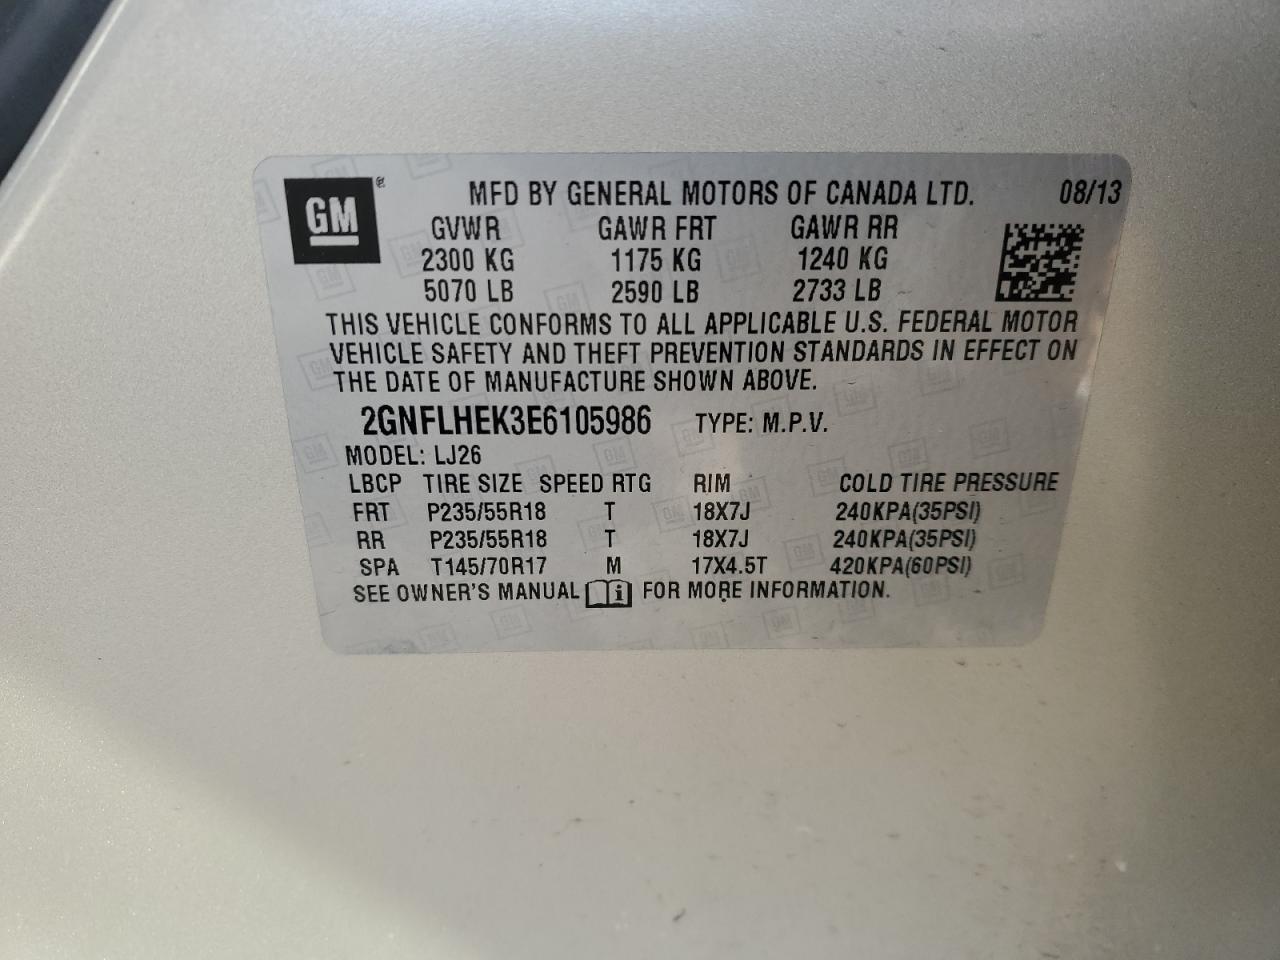 GM ® MFD BY GENERAL MOTORS OF CANADA LTD. 08/13
GVWR GAWR FRT GAWR RR
2300 KG 1175 KG 1240 KG
5070 LB 2590 LB 2733 LB
THIS VEHICLE CONFORMS TO ALL APPLICABLE U.S. FEDERAL MOTOR
VEHICLE SAFETY AND THEFT PREVENTION STANDARDS IN EFFECT ON
THE DATE OF MANUFACTURE SHOWN ABOVE.
2GNFLHEK3E6105986 TYPE: M.P.V.
MODEL: LJ26
LBCP TIRE SIZE SPEED RTG RIM COLD TIRE PRESSURE
FRT P235/55R18 T 18X7J 240KPA(35PSI)
RR P235/55R18 T 18X7J 240KPA(35PSI)
SPA T145/70R17 M 17X4.5T 420KPA(60PSI)
SEE OWNER'S MANUAL i FOR MORE INFORMATION.